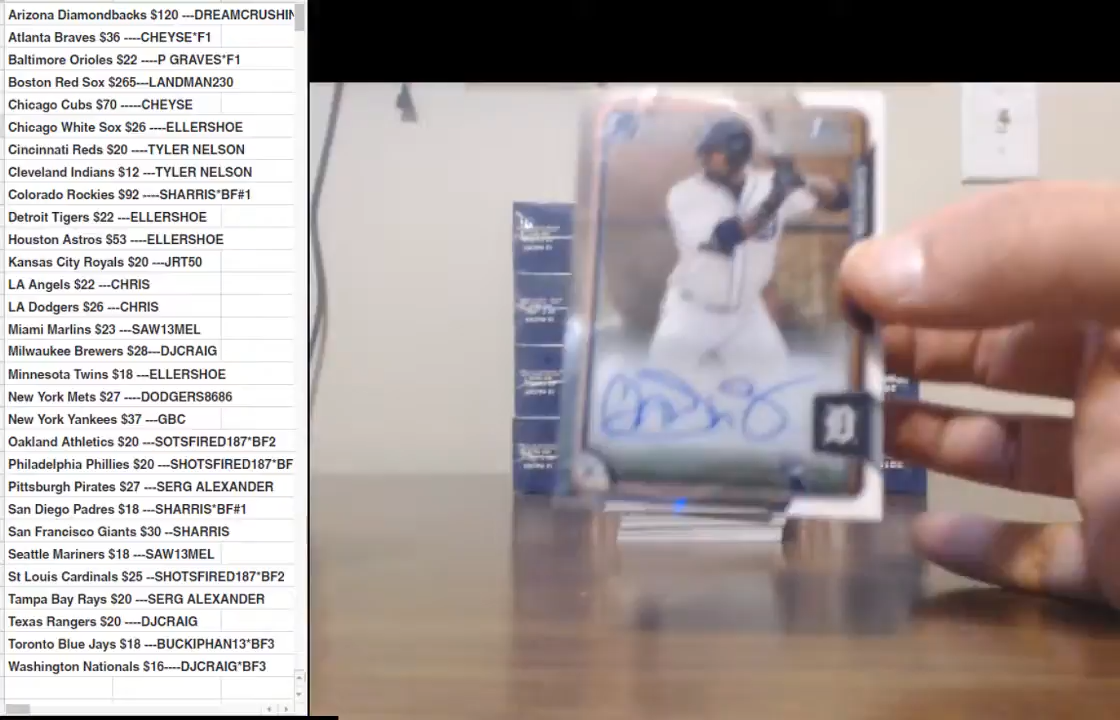 Arizona Diamondbacks $120 ---DREAMCRUSHIN
Atlanta Braves $36 ----CHEYSE*F1
Baltimore Orioles $22 ----P GRAVES*F1
Boston Red Sox $265---LANDMAN230
Chicago Cubs $70 -----CHEYSE
Chicago White Sox $26 ----ELLERSHOE
Cincinnati Reds $20 ----TYLER NELSON
Cleveland Indians $12 ---TYLER NELSON
Colorado Rockies $92 ----SHARRIS*BF#1
Detroit Tigers $22 ---ELLERSHOE
Houston Astros $53 ----ELLERSHOE
Kansas City Royals $20 ---JRT50
LA Angels $22 ---CHRIS
LA Dodgers $26 ---CHRIS
Miami Marlins $23 ---SAW13MEL
Milwaukee Brewers $28---DJCRAIG
Minnesota Twins $18 ---ELLERSHOE
New York Mets $27 ----DODGERS8686
New York Yankees $37 ----GBC
Oakland Athletics $20 ---SOTSFIRED187*BF2
Philadelphia Phillies $20 ---SHOTSFIRED187*BF
Pittsburgh Pirates $27 ---SERG ALEXANDER
San Diego Padres $18 ---SHARRIS*BF#1
San Francisco Giants $30 --SHARRIS
Seattle Mariners $18 ---SAW13MEL
St Louis Cardinals $25 --SHOTSFIRED187*BF2
Tampa Bay Rays $20 ---SERG ALEXANDER
Texas Rangers $20 ----DJCRAIG
Toronto Blue Jays $18 ---BUCKIPHAN13*BF3
Washington Nationals $16----DJCRAIG*BF3
D